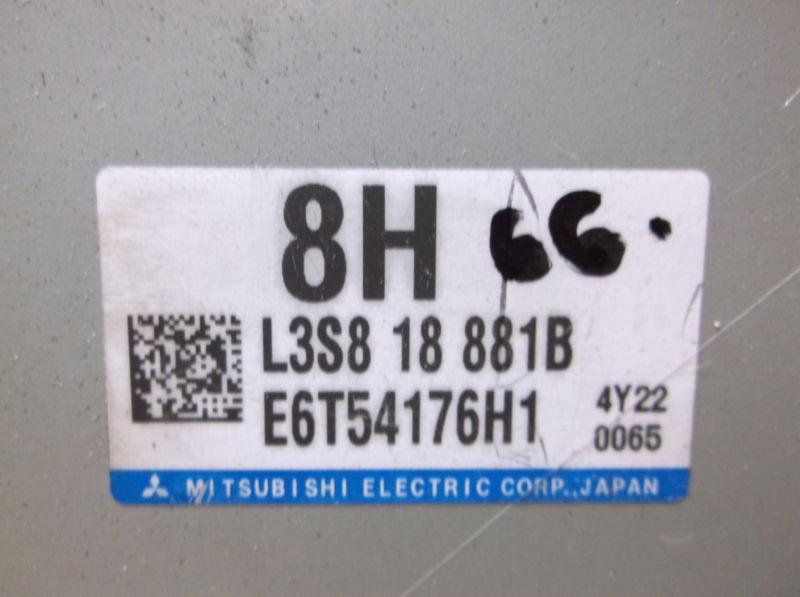 8H 66.
L3S8 18 881B
E6T54176H1 4Y22
0065
MITSUBISHI ELECTRIC CORP. JAPAN